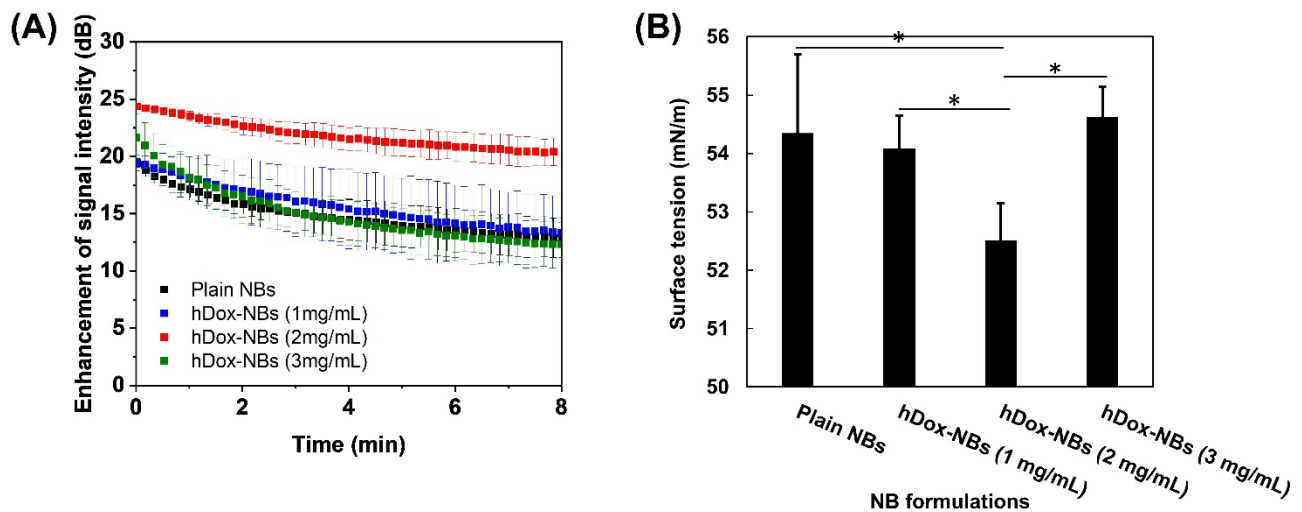 (A)
Enhancement of signal intensity (dB)
30
25
20
15
10
5
0
Plain NBs
hDox-NBs (1mg/mL)
hDox-NBs (2mg/mL)
hDox-NBs (3mg/mL)
0
2
4
6
8
Time (min)
(B)
Surface tension (mN/m)
56
55
54
53
52
51
50
*
*
*
Plain NBs
hDox-NBs (1 mg/mL)
hDox-NBs (2 mg/mL)
hDox-NBs (3 mg/mL)
NB formulations